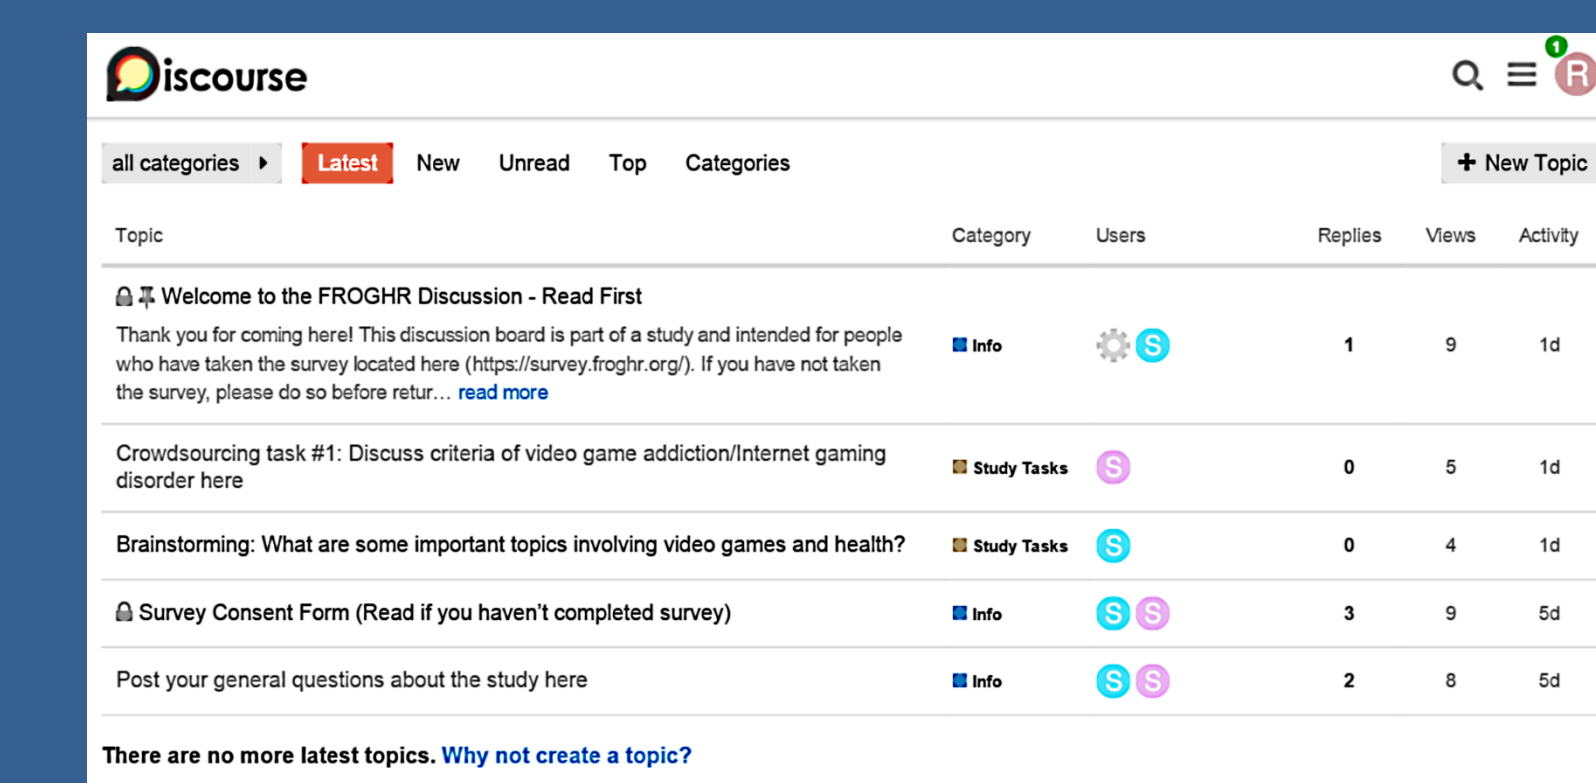 Discourse
1
R
all categories Latest New Unread Top Categories + New Topic
Topic Category Users Replies Views Activity
Welcome to the FROGHR Discussion - Read First
Thank you for coming here! This discussion board is part of a study and intended for people
who have taken the survey located here (https://survey.froghr.org/). If you have not taken
the survey, please do so before retur... read more
Info S 1 9 1d
Crowdsourcing task #1: Discuss criteria of video game addiction/Internet gaming
disorder here
Study Tasks S 0 5 1d
Brainstorming: What are some important topics involving video games and health? Study Tasks S 0 4 1d
Survey Consent Form (Read if you haven't completed survey) Info S S 3 9 5d
Post your general questions about the study here Info S S 2 8 5d
There are no more latest topics. Why not create a topic?